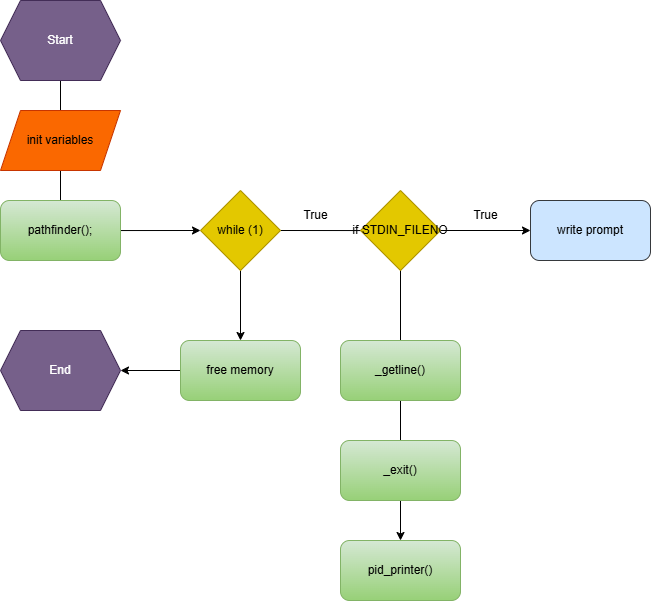 Start
init variables
pathfinder();
while (1)
True
if STDIN_FILENO
True
write prompt
End
free memory
_getline()
_exit()
pid_printer()